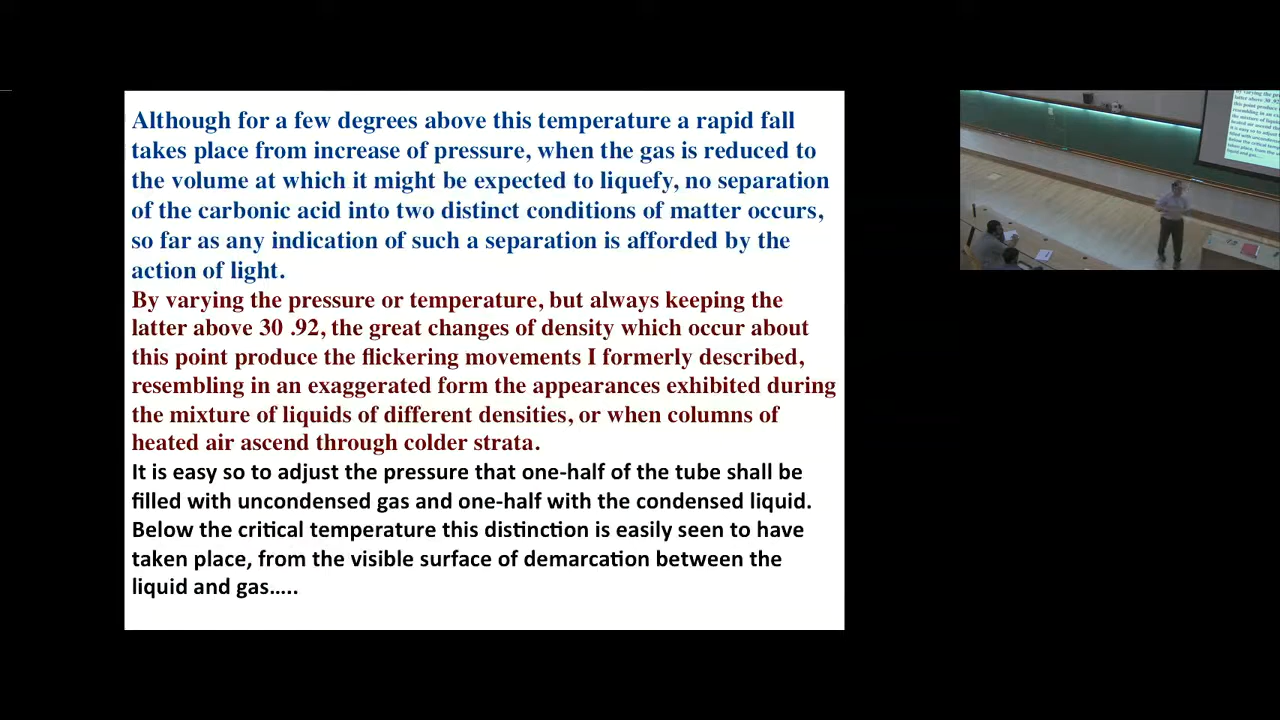 Although for a few degrees above this temperature a rapid fall
takes place from increase of pressure, when the gas is reduced to
the volume at which it might be expected to liquefy, no separation
of the carbonic acid into two distinct conditions of matter occurs,
so far as any indication of such a separation is afforded by the
action of light.
By varying the pressure or temperature, but always keeping the
latter above 30 .92, the great changes of density which occur about
this point produce the flickering movements I formerly described,
resembling in an exaggerated form the appearances exhibited during
the mixture of liquids of different densities, or when columns of
heated air ascend through colder strata.
It is easy so to adjust the pressure that one-half of the tube shall be
filled with uncondensed gas and one-half with the condensed liquid.
Below the critical temperature this distinction is easily seen to have
taken place, from the visible surface of demarcation between the
liquid and gas.....